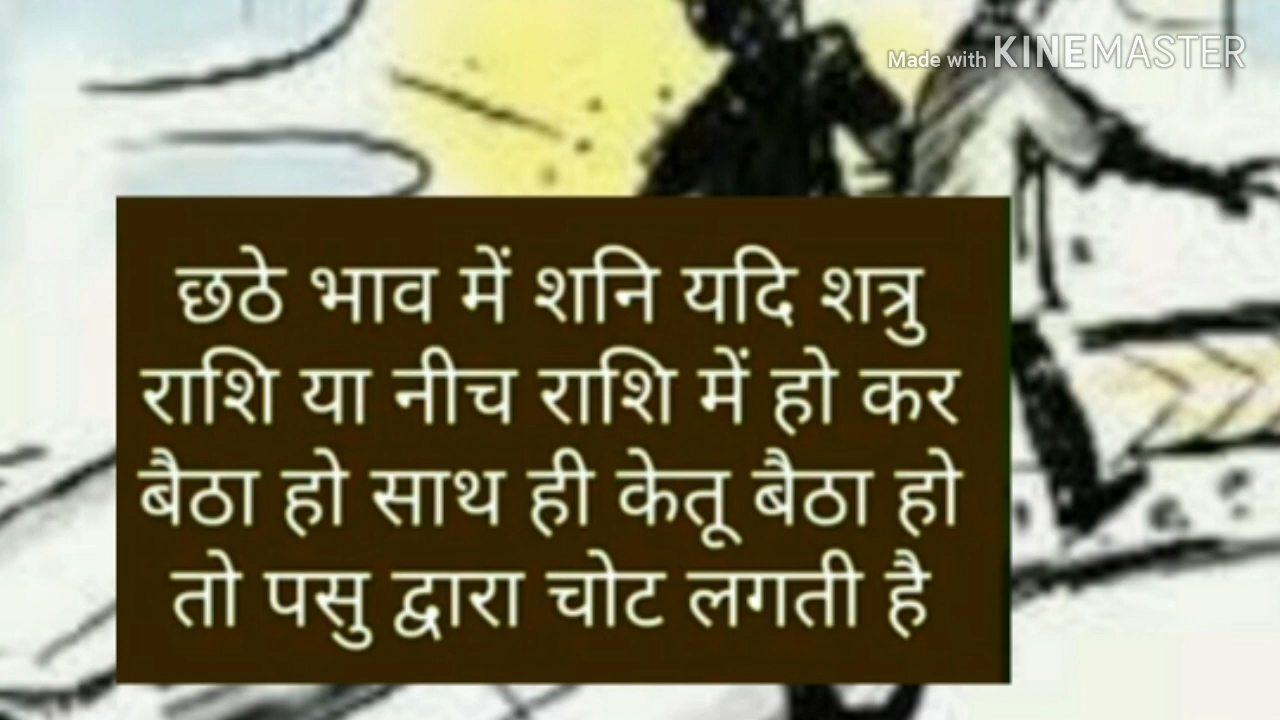 Made with KINEMASTER
छठे भाव में शनि यदि शत्रु
राशि या नीच राशि में हो कर
बैठा हो साथ ही केतू बैठा हो
तो पसु द्वारा चोट लगती है